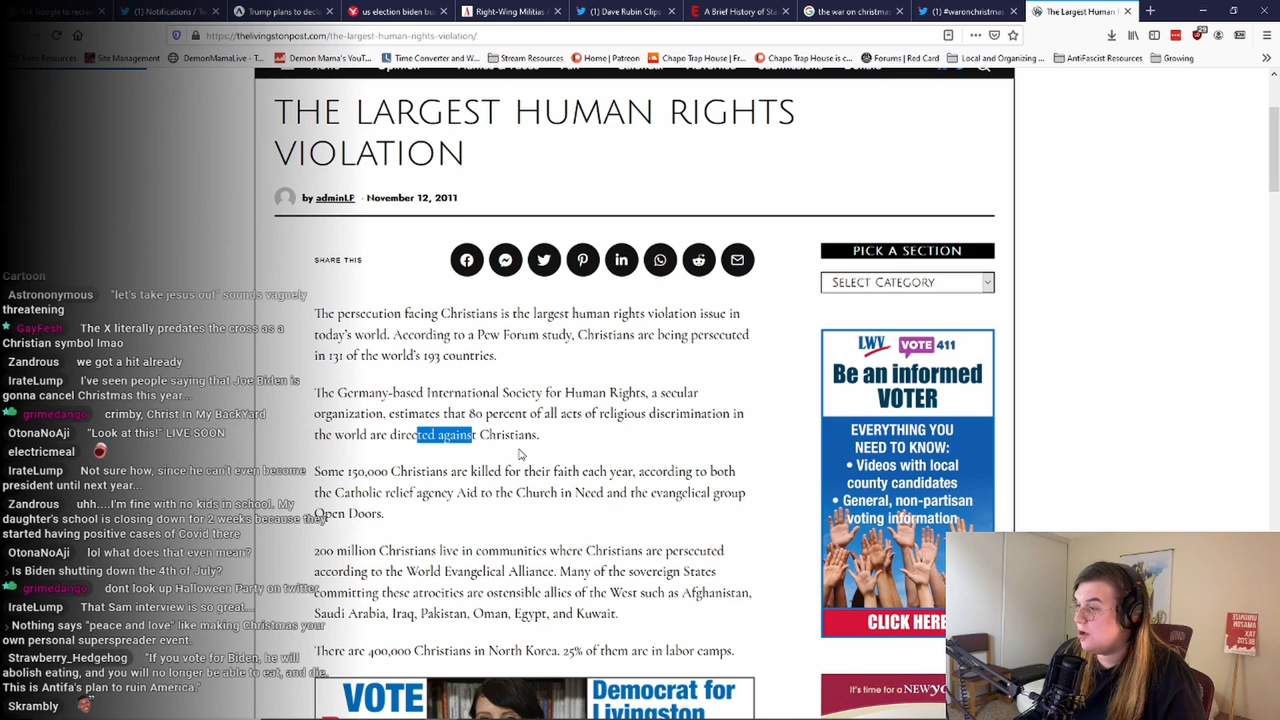 Ask Google to recrai
(1) Notifications / Tw
Trump plans to decla
us election biden bu
Right-Wing Militias /
(1) Dave Rubin Clips
A Brief History of Sta
the war on christmas
(1) #waronchristmas
The Largest Human R
https://thelivingstonpost.com/the-largest-human-rights-violation/
Site Management
DemonMamaLive - T...
Demon Mama's YouT...
Time Converter and W...
Stream Resources
Home | Patreon
Chapo Trap House | Fr...
Chapo Trap House is c...
Forums | Red Card
Local and Organizing ...
AntiFascist Resources
Growing
THE LARGEST HUMAN RIGHTS
VIOLATION
by adminLP · November 12, 2011
SHARE THIS
PICK A SECTION
SELECT CATEGORY
The persecution facing Christians is the largest human rights violation issue in
today's world. According to a Pew Forum study, Christians are being persecuted
in 131 of the world's 193 countries.
The Germany-based International Society for Human Rights, a secular
organization, estimates that 80 percent of all acts of religious discrimination in
the world are directed against Christians.
Some 150,000 Christians are killed for their faith each year, according to both
the Catholic relief agency Aid to the Church in Need and the evangelical group
Open Doors.
200 million Christians live in communities where Christians are persecuted
according to the World Evangelical Alliance. Many of the sovereign States
committing these atrocities are ostensible allies of the West such as Afghanistan,
Saudi Arabia, Iraq, Pakistan, Oman, Egypt, and Kuwait.
There are 400,000 Christians in North Korea. 25% of them are in labor camps.
VOTE
Democrat for
Livingston
LWV VOTE 411
Be an informed
VOTER
EVERYTHING YOU
NEED TO KNOW:
• Videos with local
county candidates
• General, non-partisan
voting information
CLICK HERE
It's time for a NEW
UNIONIZE
AMAZON
TAX
BEZOS
Cartoon
Astrononymous "let's take jesus out" sounds vaguely
threatening
GayFesh The X literally predates the cross as a
Christian symbol lmao
Zandrous we got a hit already
IrateLump I've seen people saying that Joe Biden is
gonna cancel Christmas this year...
grimedango crimby, Christ In My BackYard
OtonaNoAji "Look at this!" LIVE SOON
electricmeal
IrateLump Not sure how, since he can't even become
president until next year...
Zandrous uhh....I'm fine with no kids in school. My
daughter's school is closing down for 2 weeks because they
started having positive cases of Covid there
OtonaNoAji lol what does that even mean?
Is Biden shutting down the 4th of July?
grimedango dont look up Halloween Party on twitter
IrateLump That Sam interview is so great...
Nothing says "peace and love" like making Christmas your
own personal superspreader event.
Strawberry_Hedgehog "If you vote for Biden, he will
abolish eating, and you will no longer be able to eat, and die.
This is Antifa's plan to ruin America."
Skrambly